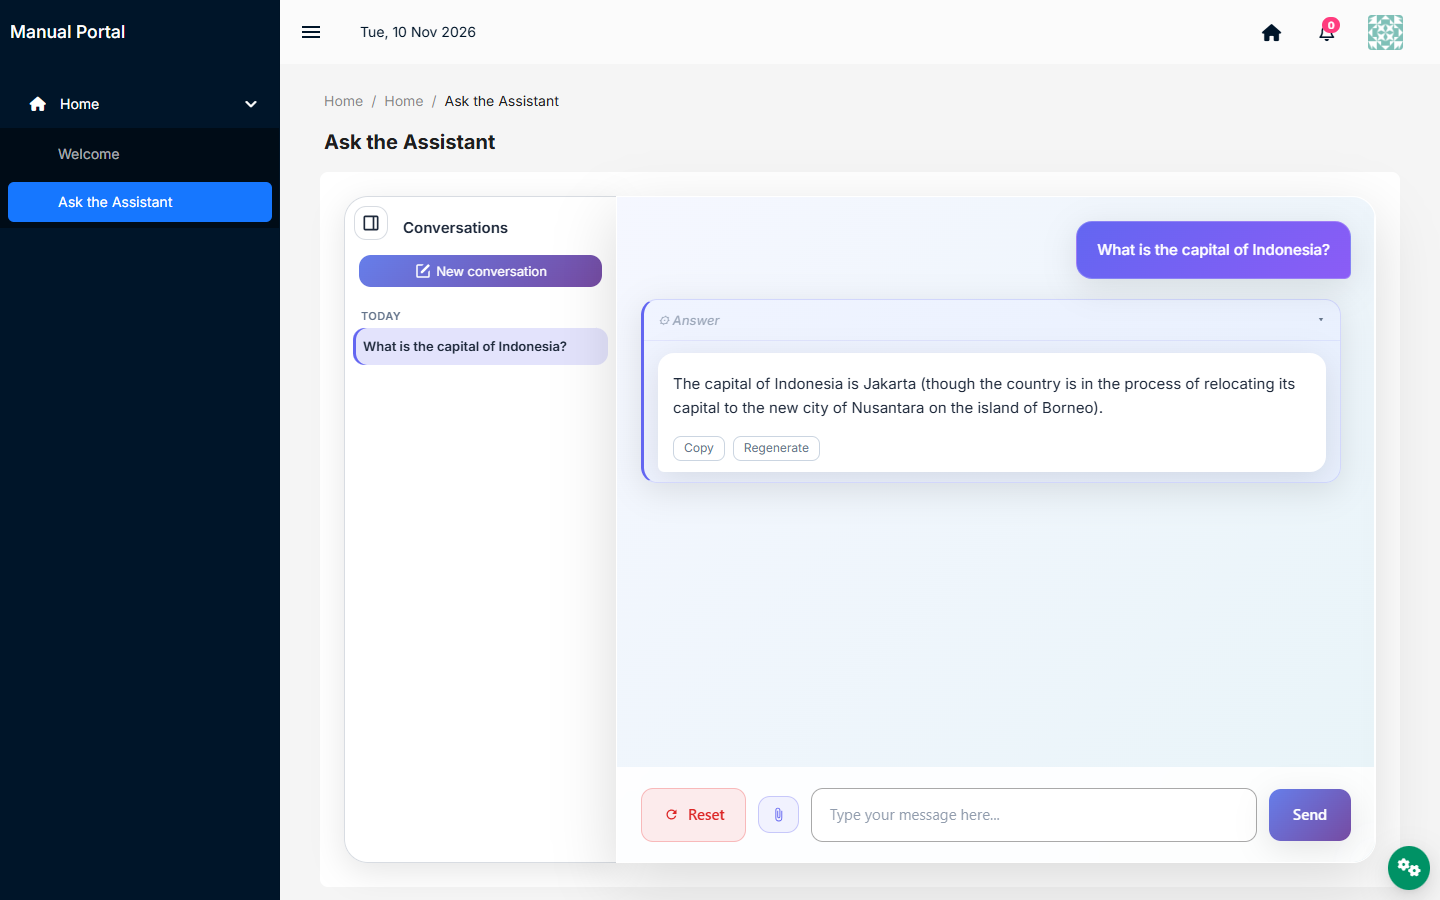 Manual Portal
Tue, 10 Nov 2026
0
Home
Welcome
Ask the Assistant
Home / Home / Ask the Assistant
Ask the Assistant
Conversations
New conversation
TODAY
What is the capital of Indonesia?
What is the capital of Indonesia?
Answer
The capital of Indonesia is Jakarta (though the country is in the process of relocating its
capital to the new city of Nusantara on the island of Borneo).
Copy
Regenerate
Reset
Type your message here...
Send